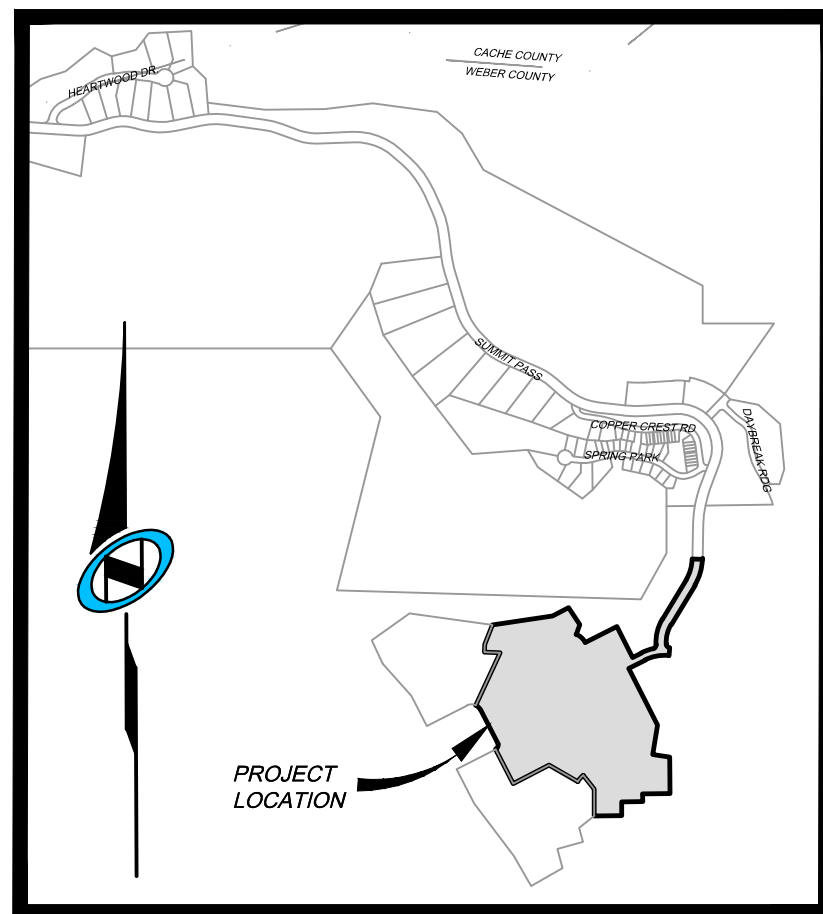 CACHE COUNTY
WEBER COUNTY
HEARTWOOD DR.
SUMMIT PASS
COPPER CREST RD
SPRING PARK
DAYBREAK RDG
N
PROJECT
LOCATION